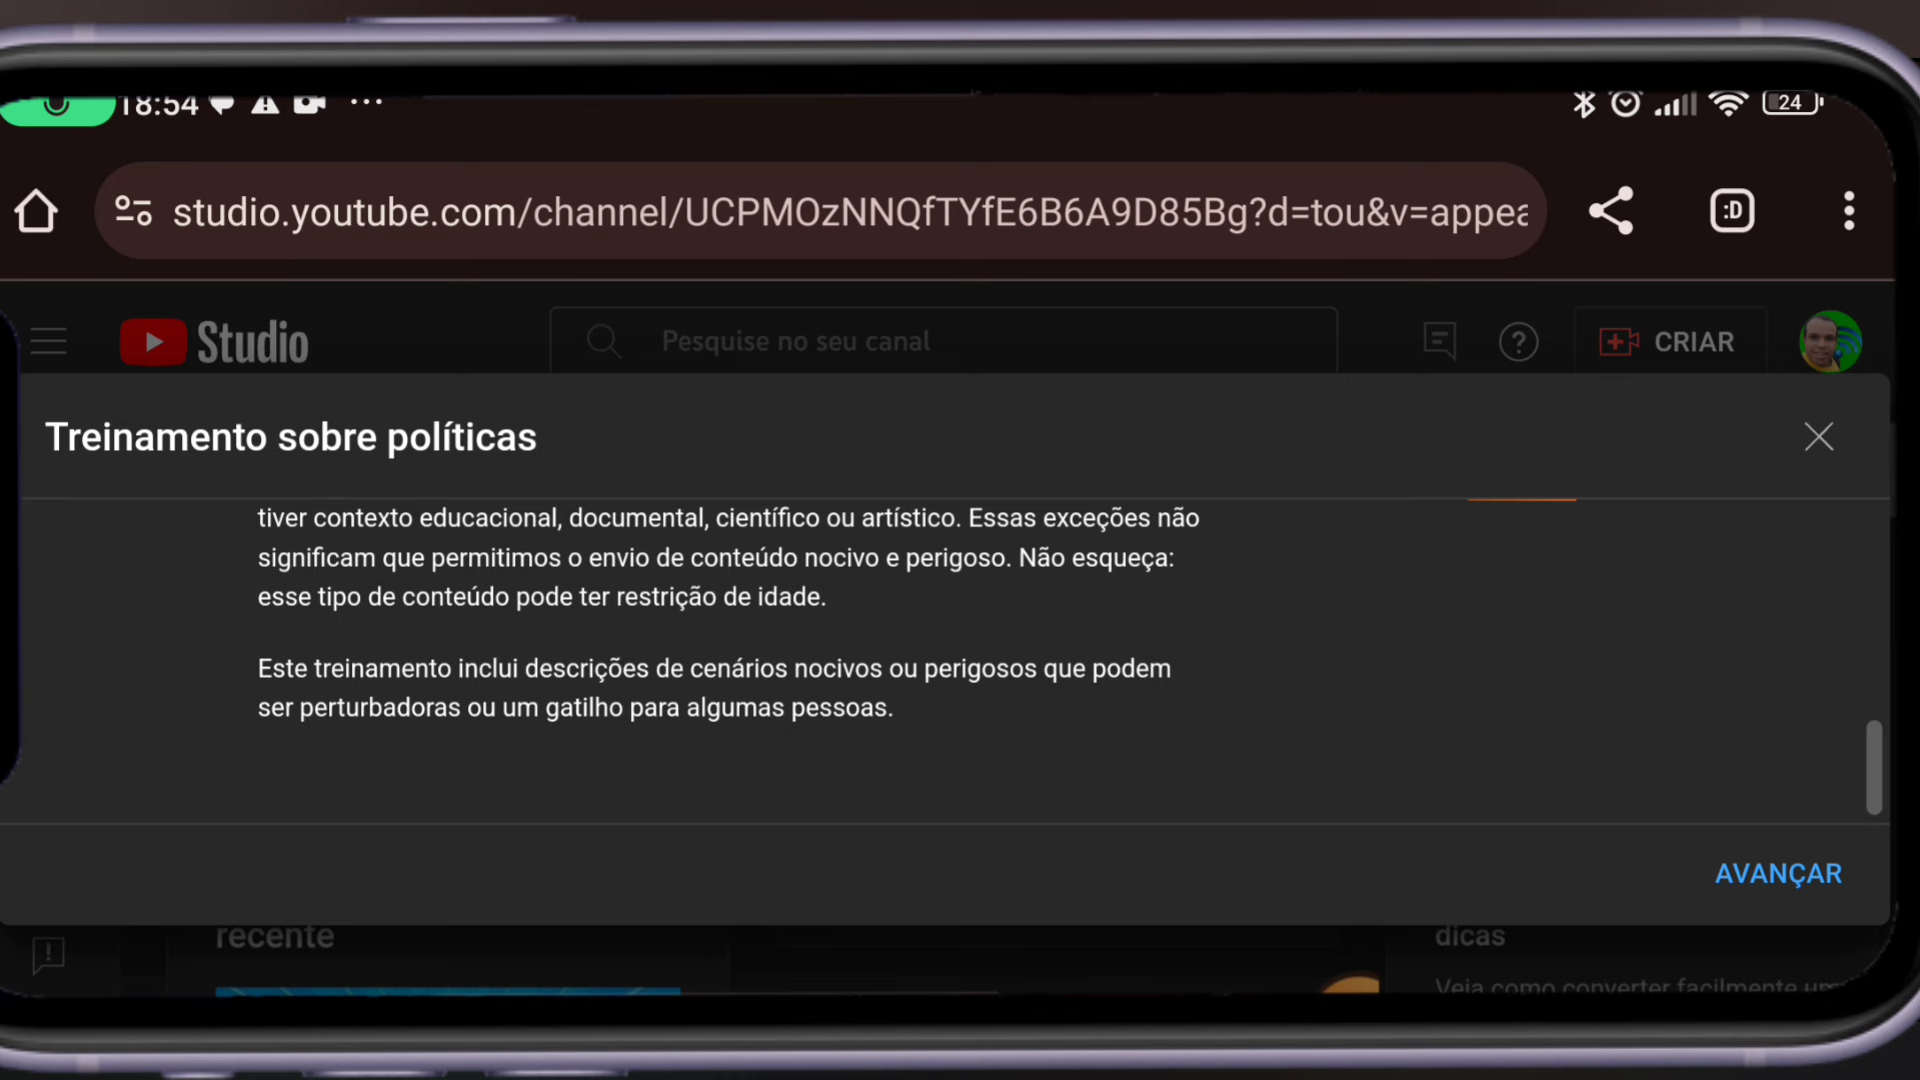 18:54
24
studio.youtube.com/channel/UCPMOzNNQfTYfE6B6A9D85Bg?d=tou&v=appea
:D
Studio
Pesquise no seu canal
CRIAR
Treinamento sobre políticas
tiver contexto educacional, documental, científico ou artístico. Essas exceções não
significam que permitimos o envio de conteúdo nocivo e perigoso. Não esqueça:
esse tipo de conteúdo pode ter restrição de idade.
Este treinamento inclui descrições de cenários nocivos ou perigosos que podem
ser perturbadoras ou um gatilho para algumas pessoas.
AVANÇAR
recente
dicas
Veja como converter facilmente um